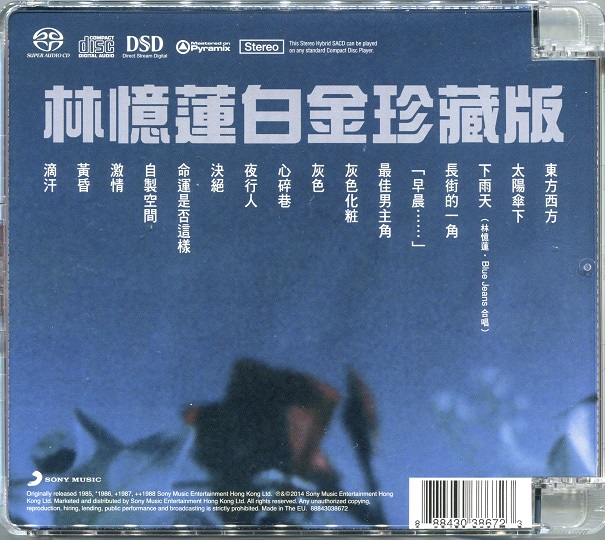 SUPER AUDIO CD
COMPACT
disc
DIGITAL AUDIO
DSD
Direct Stream Digital
Mastered on
Pyramix
Stereo
This Stereo Hybrid SACD can be played
on any standard Compact Disc Player.
林憶蓮白金珍藏版
東方西方
太陽傘下
下雨天（林憶蓮・Blue Jeans 合唱）
長街的一角
「早晨……」
最佳男主角
灰色化粧
灰色
心碎巷
夜行人
決絕
命運是否這樣
自製空間
激情
黃昏
滴汗
SONY MUSIC
Originally released 1985, *1986, +1987, ++1988 Sony Music Entertainment Hong Kong Ltd. ℗&©2014 Sony Music Entertainment Hong
Kong Ltd. Marketed and distributed by Sony Music Entertainment Hong Kong Ltd. All rights reserved. Any unauthorized copying,
reproduction, hiring, lending, public performance and broadcasting is strictly prohibited. Made in The EU. 88843038672
8 88430 38672 3